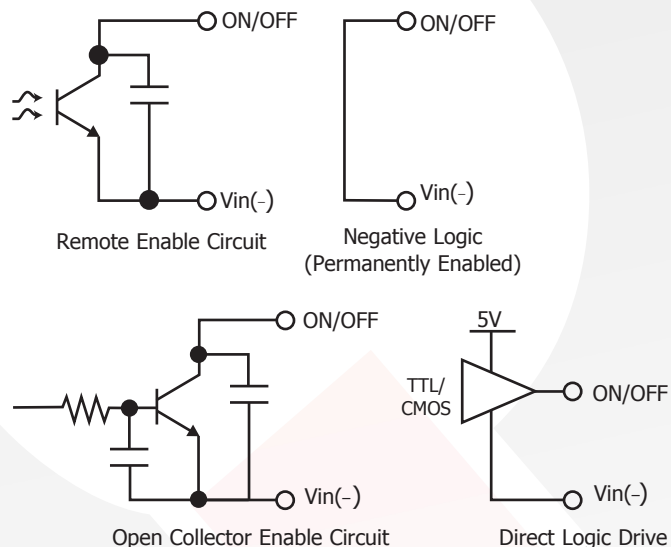 ON/OFF
Vin(–)
Remote Enable Circuit
ON/OFF
Vin(–)
Negative Logic
(Permanently Enabled)
ON/OFF
Vin(–)
Open Collector Enable Circuit
5V
TTL/
CMOS
ON/OFF
Vin(–)
Direct Logic Drive